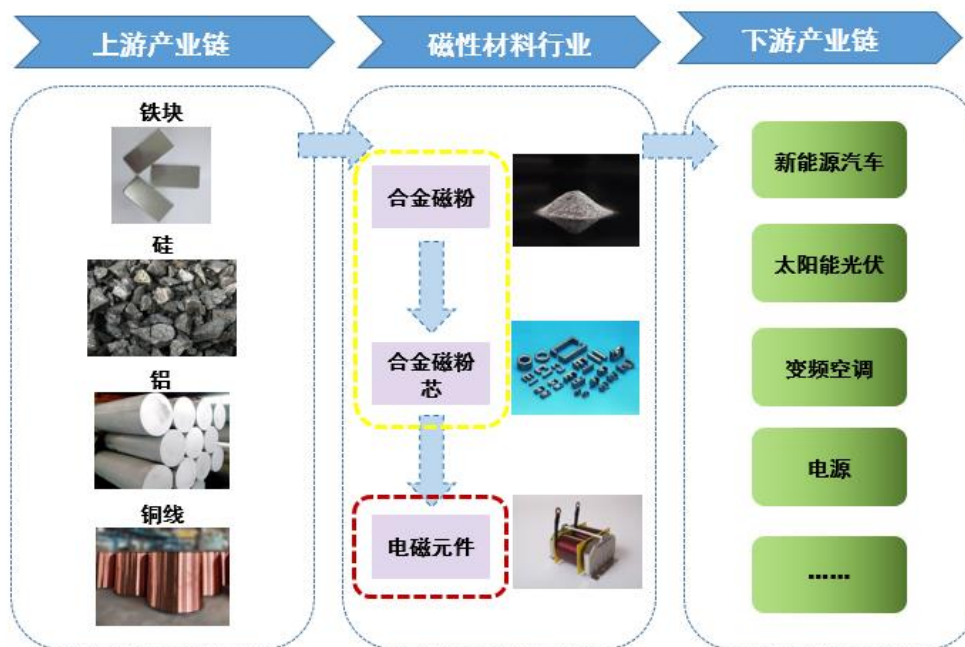 上游产业链
磁性材料行业
下游产业链
铁块
硅
铝
铜线
合金磁粉
合金磁粉
芯
电磁元件
新能源汽车
太阳能光伏
变频空调
电源
……